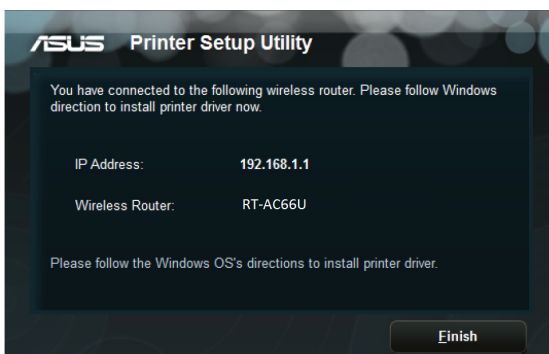 ASUS Printer Setup Utility
You have connected to the following wireless router. Please follow Windows
direction to install printer driver now.
IP Address: 192.168.1.1
Wireless Router: RT-AC66U
Please follow the Windows OS's directions to install printer driver.
Finish